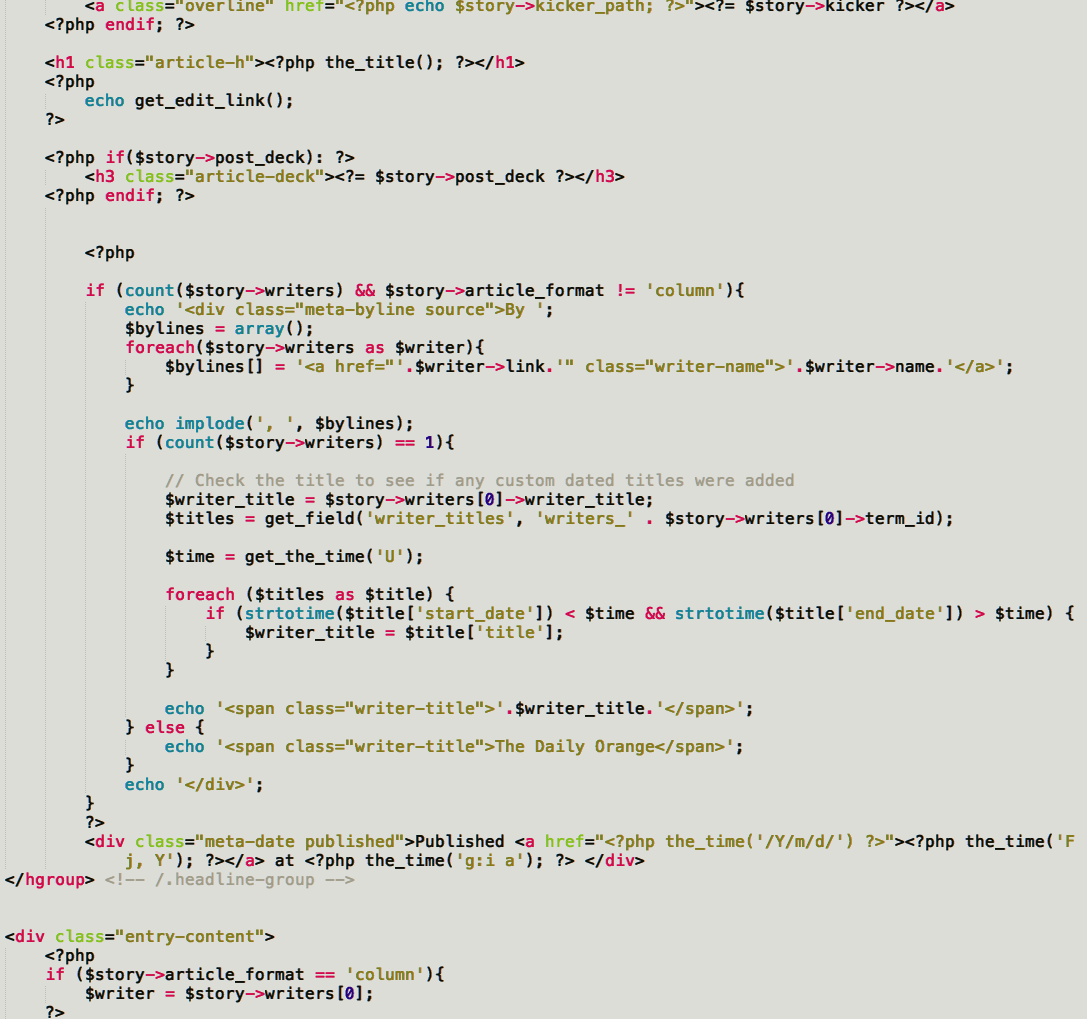 <a class="overline" href="<?php echo $story->kicker_path; ?>"><?= $story->kicker ?></a>
<?php endif; ?>
<h1 class="article-h"><?php the_title(); ?></h1>
<?php
echo get_edit_link();
?>
<?php if($story->post_deck): ?>
<h3 class="article-deck"><?= $story->post_deck ?></h3>
<?php endif; ?>
<?php
if (count($story->writers) && $story->article_format != 'column'){
echo '<div class="meta-byline source">By ';
$bylines = array();
foreach($story->writers as $writer){
$bylines[] = '<a href="'.$writer->link.'" class="writer-name">'.$writer->name.'</a>';
}
echo implode(', ', $bylines);
if (count($story->writers) == 1){
// Check the title to see if any custom dated titles were added
$writer_title = $story->writers[0]->writer_title;
$titles = get_field('writer_titles', 'writers_' . $story->writers[0]->term_id);
$time = get_the_time('U');
foreach ($titles as $title) {
if (strtotime($title['start_date']) < $time && strtotime($title['end_date']) > $time) {
$writer_title = $title['title'];
}
}
echo '<span class="writer-title">'.$writer_title.'</span>';
} else {
echo '<span class="writer-title">The Daily Orange</span>';
}
echo '</div>';
}
?>
<div class="meta-date published">Published <a href="<?php the_time('/Y/m/d/') ?>"><?php the_time('F
j, Y'); ?></a> at <?php the_time('g:i a'); ?> </div>
</hgroup> <!-- /.headline-group -->
<div class="entry-content">
<?php
if ($story->article_format == 'column'){
$writer = $story->writers[0];
?>